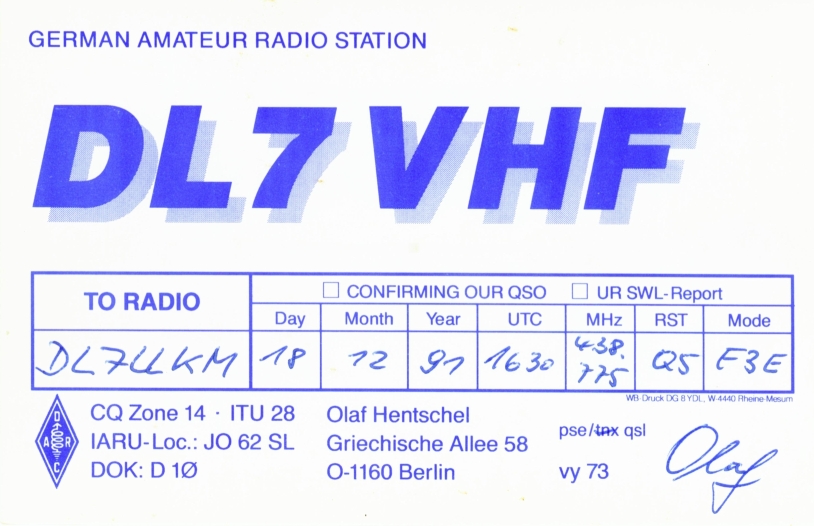 GERMAN AMATEUR RADIO STATION
DL7VHF
TO RADIO
CONFIRMING OUR QSO UR SWL-Report
Day Month Year UTC MHz RST Mode
DL7UKM 18 12 91 1630 438.775 Q5 F3E
WB-Druck DG 8 YDL, W-4440 Rheine-Mesum
DARC
CQ Zone 14 · ITU 28
IARU-Loc.: JO 62 SL
DOK: D 1Ø
Olaf Hentschel
Griechische Allee 58
O-1160 Berlin
pse/tnx qsl
vy 73
Olaf